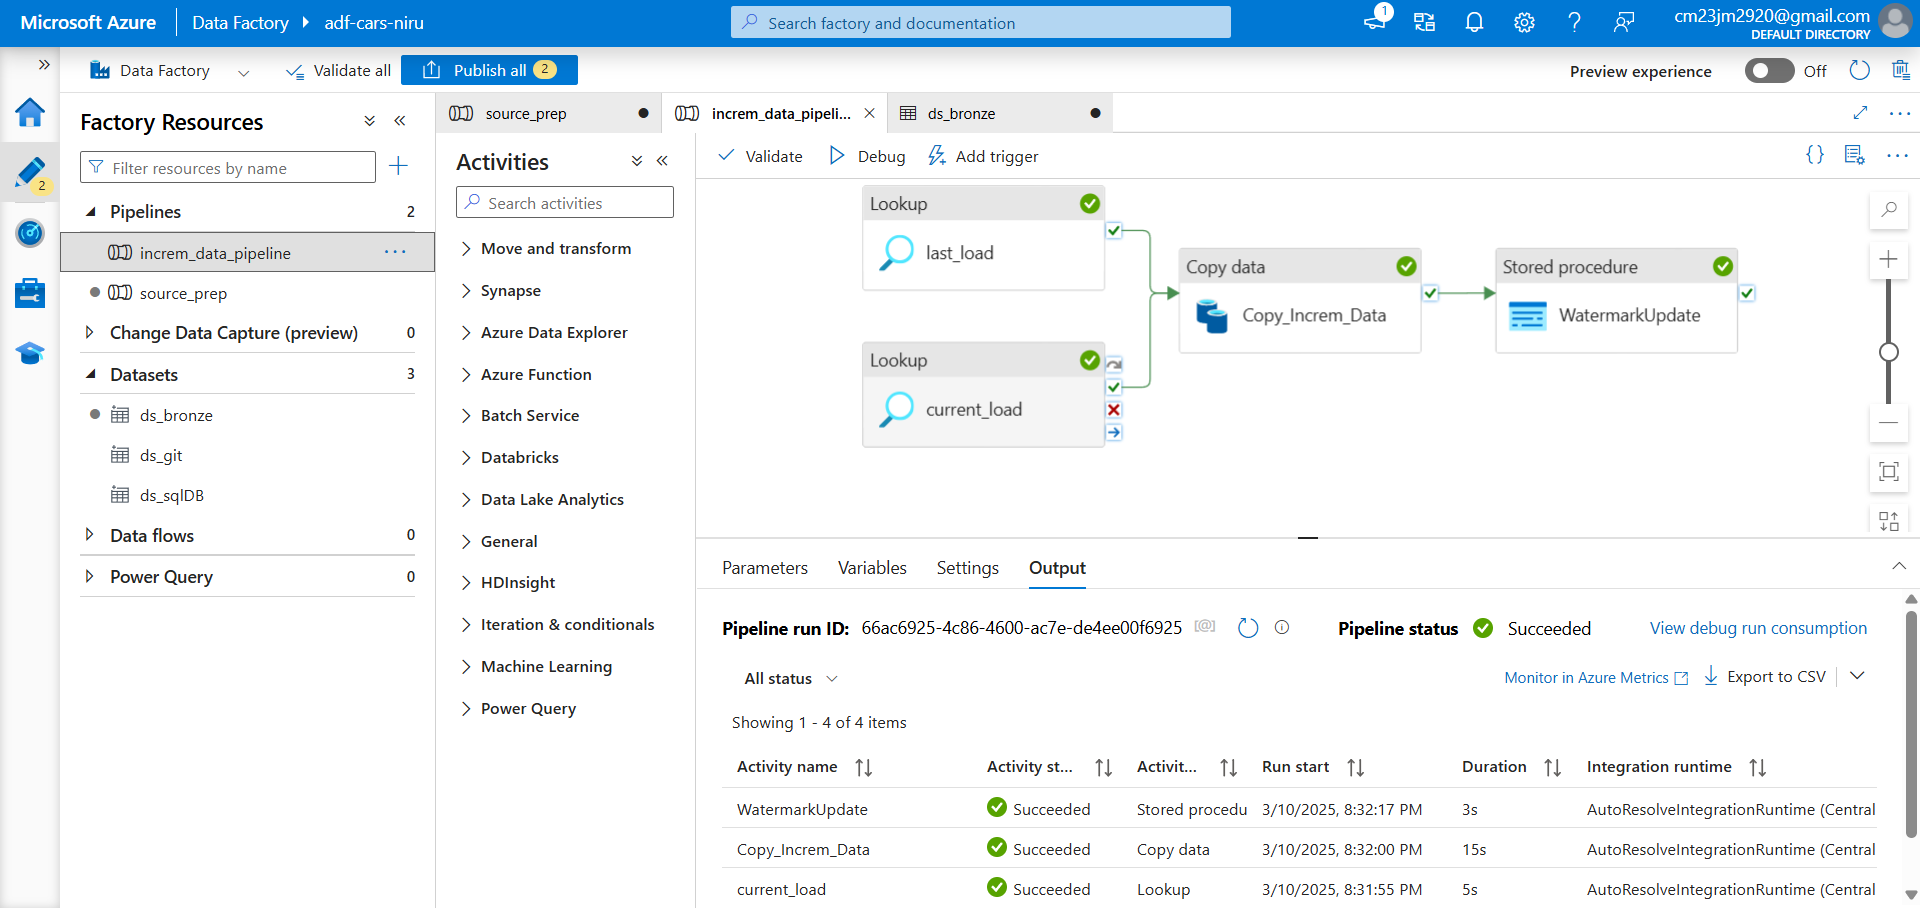 Microsoft Azure Data Factory adf-cars-niru Search factory and documentation 1 cm23jm2920@gmail.com
DEFAULT DIRECTORY
Data Factory Validate all Publish all 2 Preview experience Off
2
Factory Resources
Filter resources by name
Pipelines 2
increm_data_pipeline
source_prep
Change Data Capture (preview) 0
Datasets 3
ds_bronze
ds_git
ds_sqlDB
Data flows 0
Power Query 0
source_prep increm_data_pipeli... ds_bronze
Activities
Search activities
Move and transform
Synapse
Azure Data Explorer
Azure Function
Batch Service
Databricks
Data Lake Analytics
General
HDInsight
Iteration & conditionals
Machine Learning
Power Query
Validate Debug Add trigger
Lookup
last_load
Lookup
current_load
Copy data
Copy_Increm_Data
Stored procedure
WatermarkUpdate
Parameters Variables Settings Output
Pipeline run ID: 66ac6925-4c86-4600-ac7e-de4ee00f6925 Pipeline status Succeeded View debug run consumption
All status Monitor in Azure Metrics Export to CSV
Showing 1 - 4 of 4 items
Activity name Activity st... Activit... Run start Duration Integration runtime
WatermarkUpdate Succeeded Stored procedu 3/10/2025, 8:32:17 PM 3s AutoResolveIntegrationRuntime (Central
Copy_Increm_Data Succeeded Copy data 3/10/2025, 8:32:00 PM 15s AutoResolveIntegrationRuntime (Central
current_load Succeeded Lookup 3/10/2025, 8:31:55 PM 5s AutoResolveIntegrationRuntime (Central